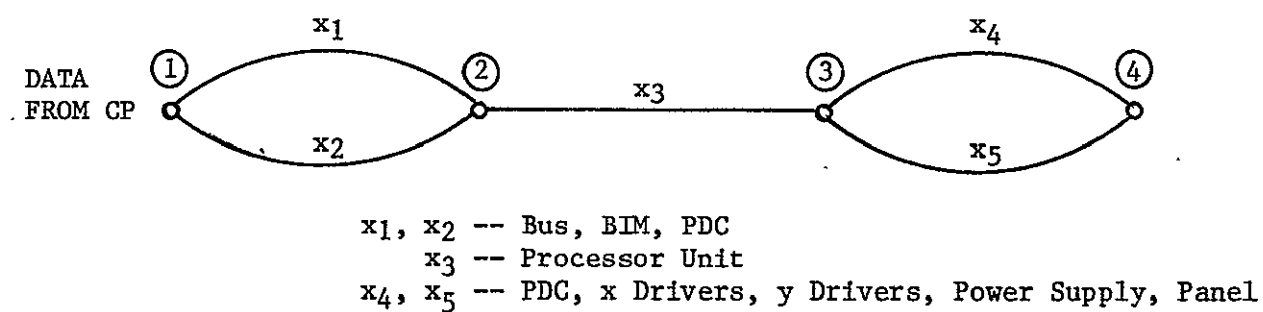 x1
x4
DATA
FROM CP
1
2
3
4
x3
x2
x5
x1, x2 -- Bus, BIM, PDC
x3 -- Processor Unit
x4, x5 -- PDC, x Drivers, y Drivers, Power Supply, Panel